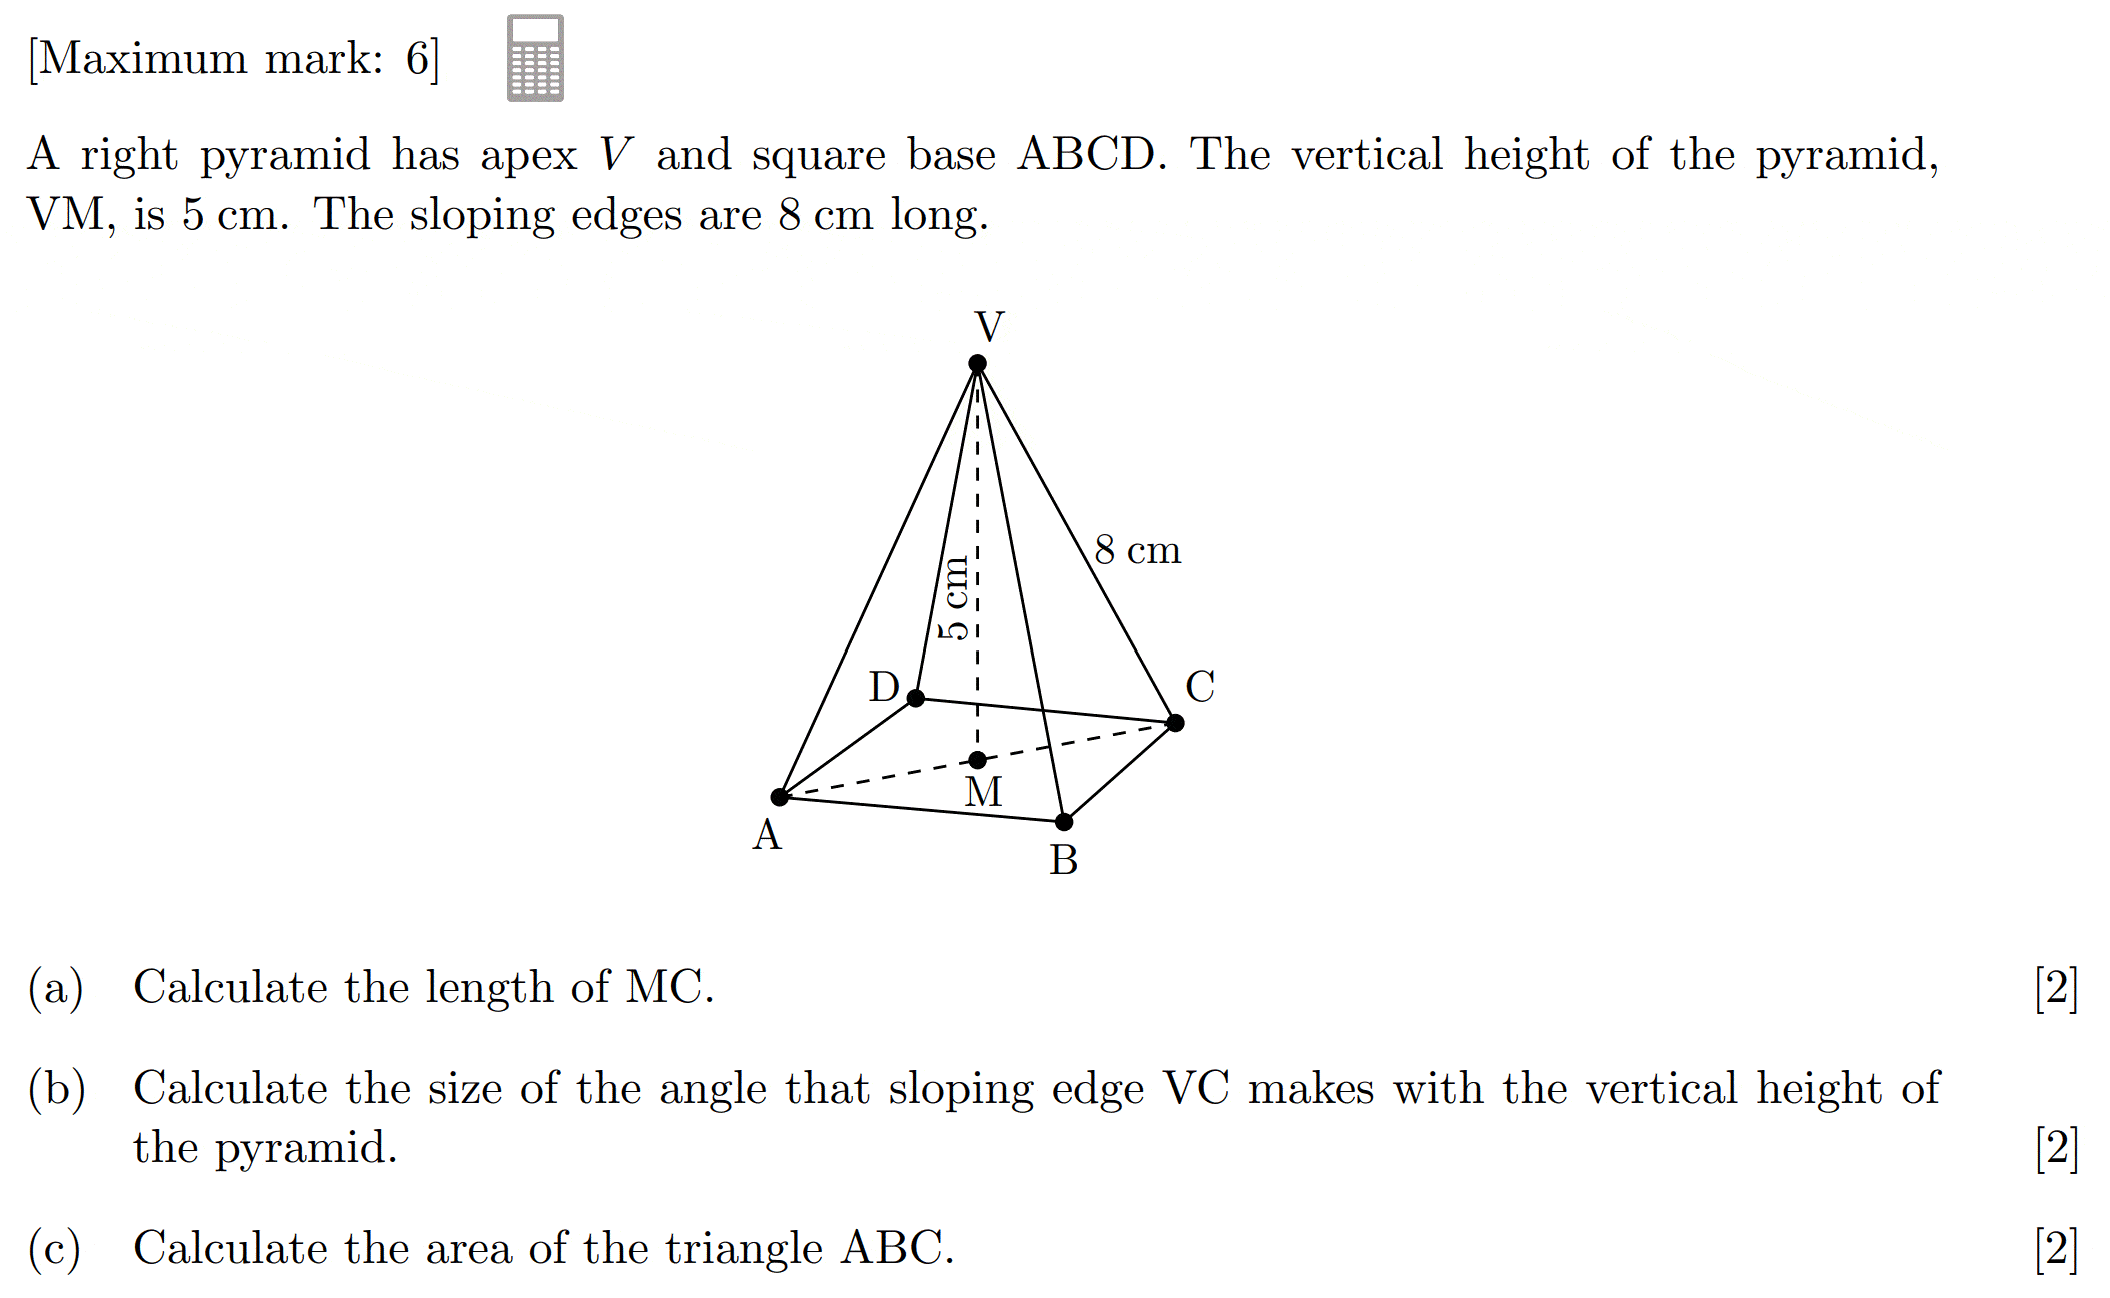 [Maximum mark: 6]
A right pyramid has apex V and square base ABCD. The vertical height of the pyramid,
VM, is 5 cm. The sloping edges are 8 cm long.
V
8 cm
5 cm
D
C
M
A
B
(a) Calculate the length of MC. [2]
(b) Calculate the size of the angle that sloping edge VC makes with the vertical height of
the pyramid. [2]
(c) Calculate the area of the triangle ABC. [2]